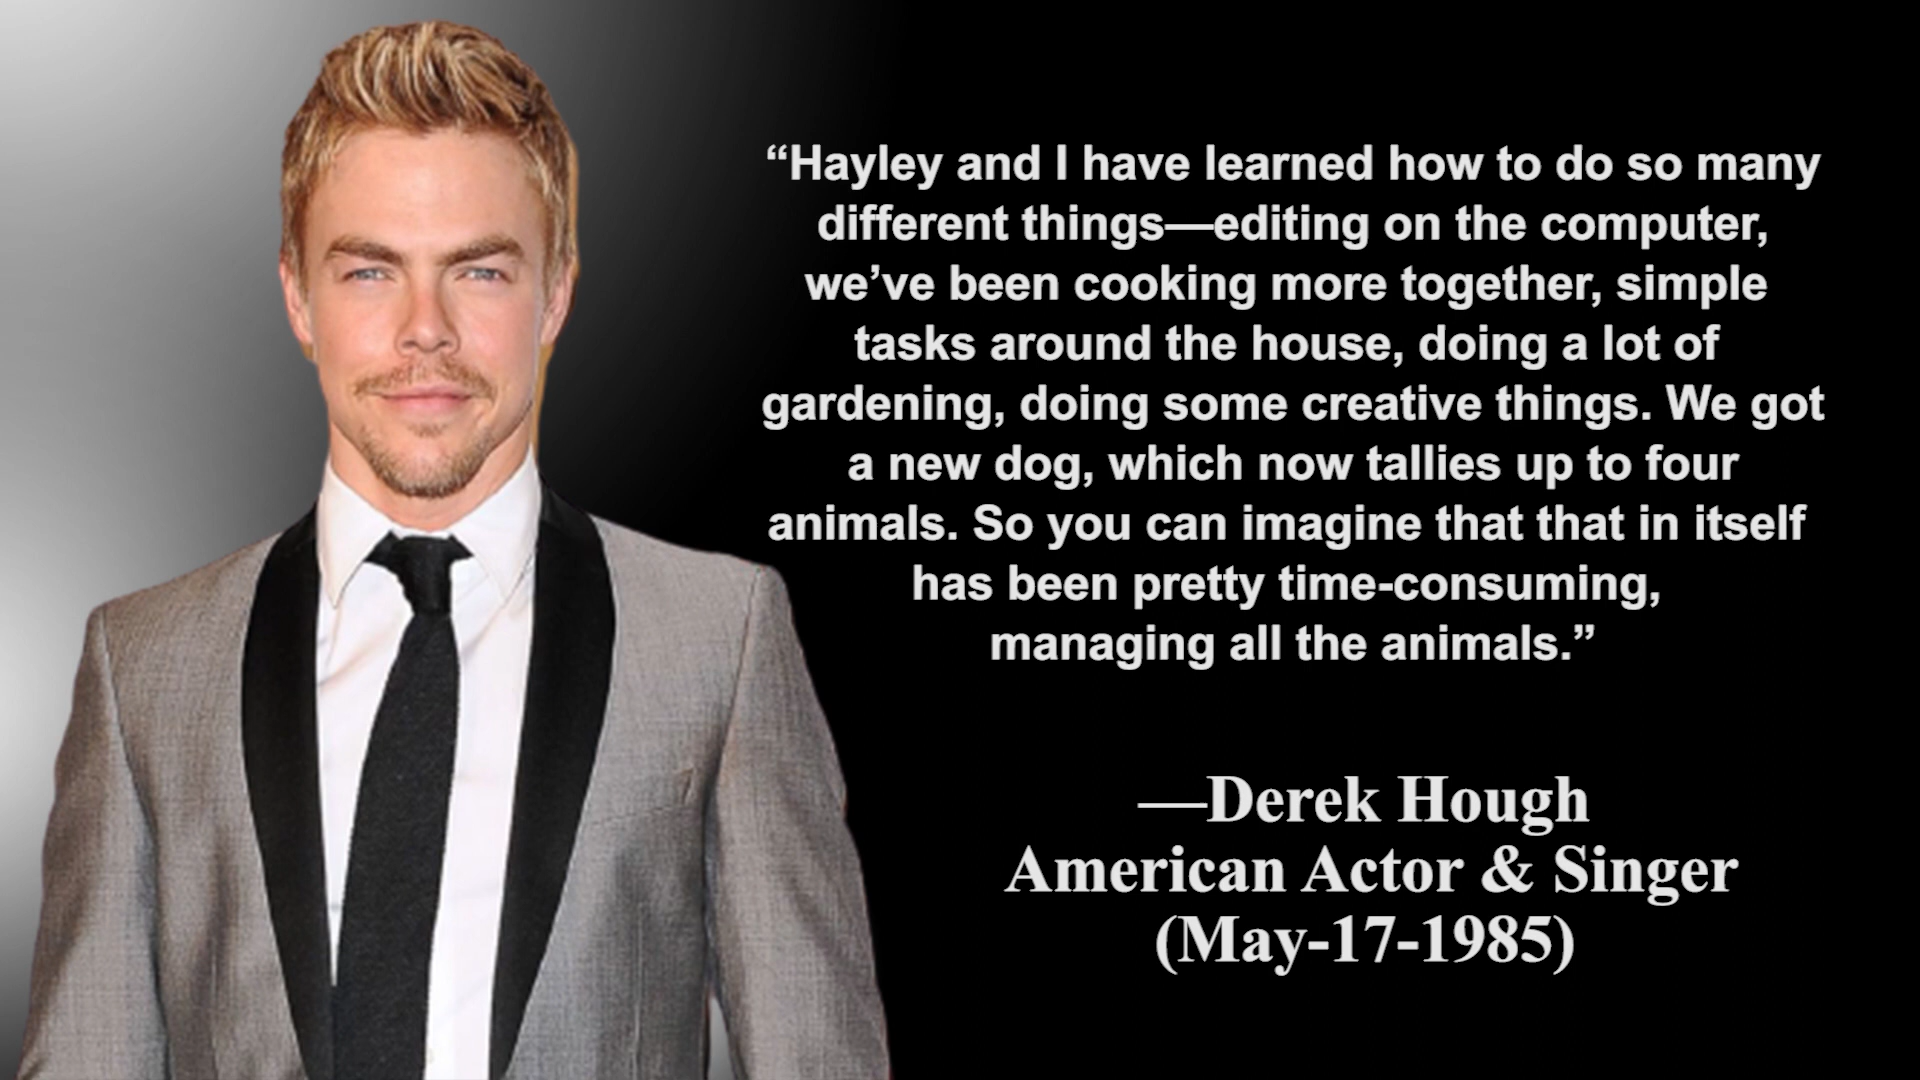 “Hayley and I have learned how to do so many
different things—editing on the computer,
we’ve been cooking more together, simple
tasks around the house, doing a lot of
gardening, doing some creative things. We got
a new dog, which now tallies up to four
animals. So you can imagine that that in itself
has been pretty time-consuming,
managing all the animals.”
—Derek Hough
American Actor & Singer
(May-17-1985)